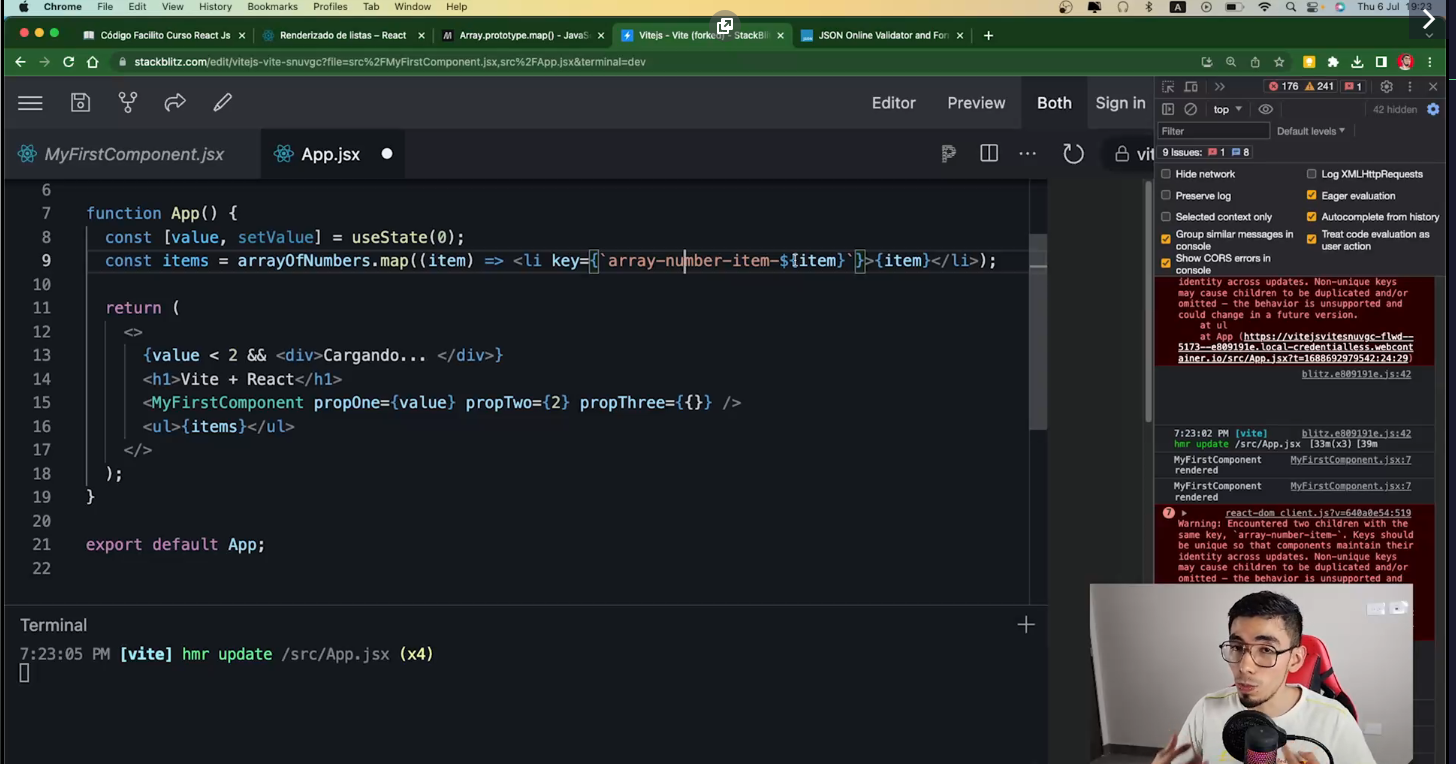 Chrome File Edit View History Bookmarks Profiles Tab Window Help A Thu 6 Jul 19:23
Código Facilito Curso React Js Renderizado de listas – React Array.prototype.map() - JavaS Vitejs - Vite (forked) - StackBlitz JSON Online Validator and For
stackblitz.com/edit/vitejs-vite-snuvgc?file=src%2FMyFirstComponent.jsx,src%2FApp.jsx&terminal=dev
Editor Preview Both Sign in
MyFirstComponent.jsx App.jsx
6
7 function App() {
8 const [value, setValue] = useState(0);
9 const items = arrayOfNumbers.map((item) => <li key={`array-number-item-${item}`}>{item}</li>);
10
11 return (
12 <>
13 {value < 2 && <div>Cargando... </div>}
14 <h1>Vite + React</h1>
15 <MyFirstComponent propOne={value} propTwo={2} propThree={{}} />
16 <ul>{items}</ul>
17 </>
18 );
19 }
20
21 export default App;
22
Terminal
7:23:05 PM [vite] hmr update /src/App.jsx (x4)
176 241 1
top 42 hidden
Filter Default levels
9 Issues: 1 8
Hide network Log XMLHttpRequests
Preserve log Eager evaluation
Selected context only Autocomplete from history
Group similar messages in console Treat code evaluation as user action
Show CORS errors in console
identity across updates. Non-unique keys
may cause children to be duplicated and/or
omitted — the behavior is unsupported and
could change in a future version.
at ul
at App (https://vitejsvitesnuvgc-flwd--
5173--e809191e.local-credentialless.webcont
ainer.io/src/App.jsx?t=1688692979542:24:29)
blitz.e809191e.js:42
7:23:02 PM [vite] blitz.e809191e.js:42
hmr update /src/App.jsx [33m(x3) [39m
MyFirstComponent MyFirstComponent.jsx:7
rendered
MyFirstComponent MyFirstComponent.jsx:7
rendered
7 react-dom client.js?v=640a0e54:519
Warning: Encountered two children with the
same key, `array-number-item-`. Keys should
be unique so that components maintain their
identity across updates. Non-unique keys
may cause children to be duplicated and/or
omitted — the behavior is unsupported and